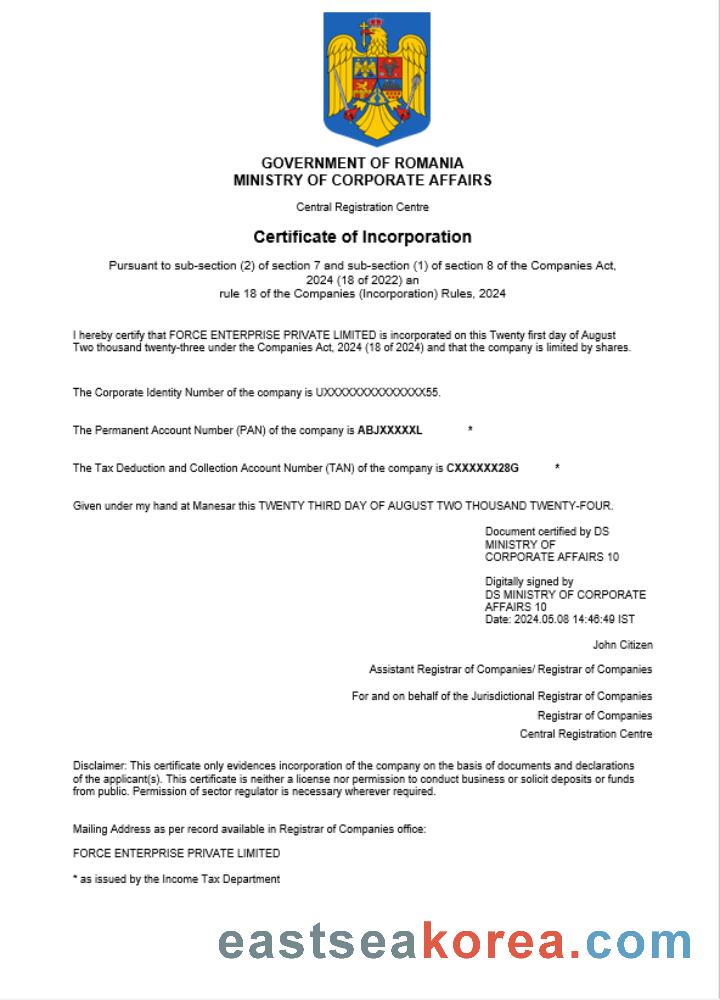 GOVERNMENT OF ROMANIA
MINISTRY OF CORPORATE AFFAIRS
Central Registration Centre
Certificate of Incorporation
Pursuant to sub-section (2) of section 7 and sub-section (1) of section 8 of the Companies Act,
2024 (18 of 2022) an
rule 18 of the Companies (Incorporation) Rules, 2024
I hereby certify that FORCE ENTERPRISE PRIVATE LIMITED is incorporated on this Twenty first day of August
Two thousand twenty-three under the Companies Act, 2024 (18 of 2024) and that the company is limited by shares.
The Corporate Identity Number of the company is UXXXXXXXXXXXXXX55.
The Permanent Account Number (PAN) of the company is ABJXXXXXL *
The Tax Deduction and Collection Account Number (TAN) of the company is CXXXXXX28G *
Given under my hand at Manesar this TWENTY THIRD DAY OF AUGUST TWO THOUSAND TWENTY-FOUR.
Document certified by DS
MINISTRY OF
CORPORATE AFFAIRS 10
Digitally signed by
DS MINISTRY OF CORPORATE
AFFAIRS 10
Date: 2024.05.08 14:46:49 IST
John Citizen
Assistant Registrar of Companies/ Registrar of Companies
For and on behalf of the Jurisdictional Registrar of Companies
Registrar of Companies
Central Registration Centre
Disclaimer: This certificate only evidences incorporation of the company on the basis of documents and declarations
of the applicant(s). This certificate is neither a license nor permission to conduct business or solicit deposits or funds
from public. Permission of sector regulator is necessary wherever required.
Mailing Address as per record available in Registrar of Companies office:
FORCE ENTERPRISE PRIVATE LIMITED
* as issued by the Income Tax Department
eastseakorea.com